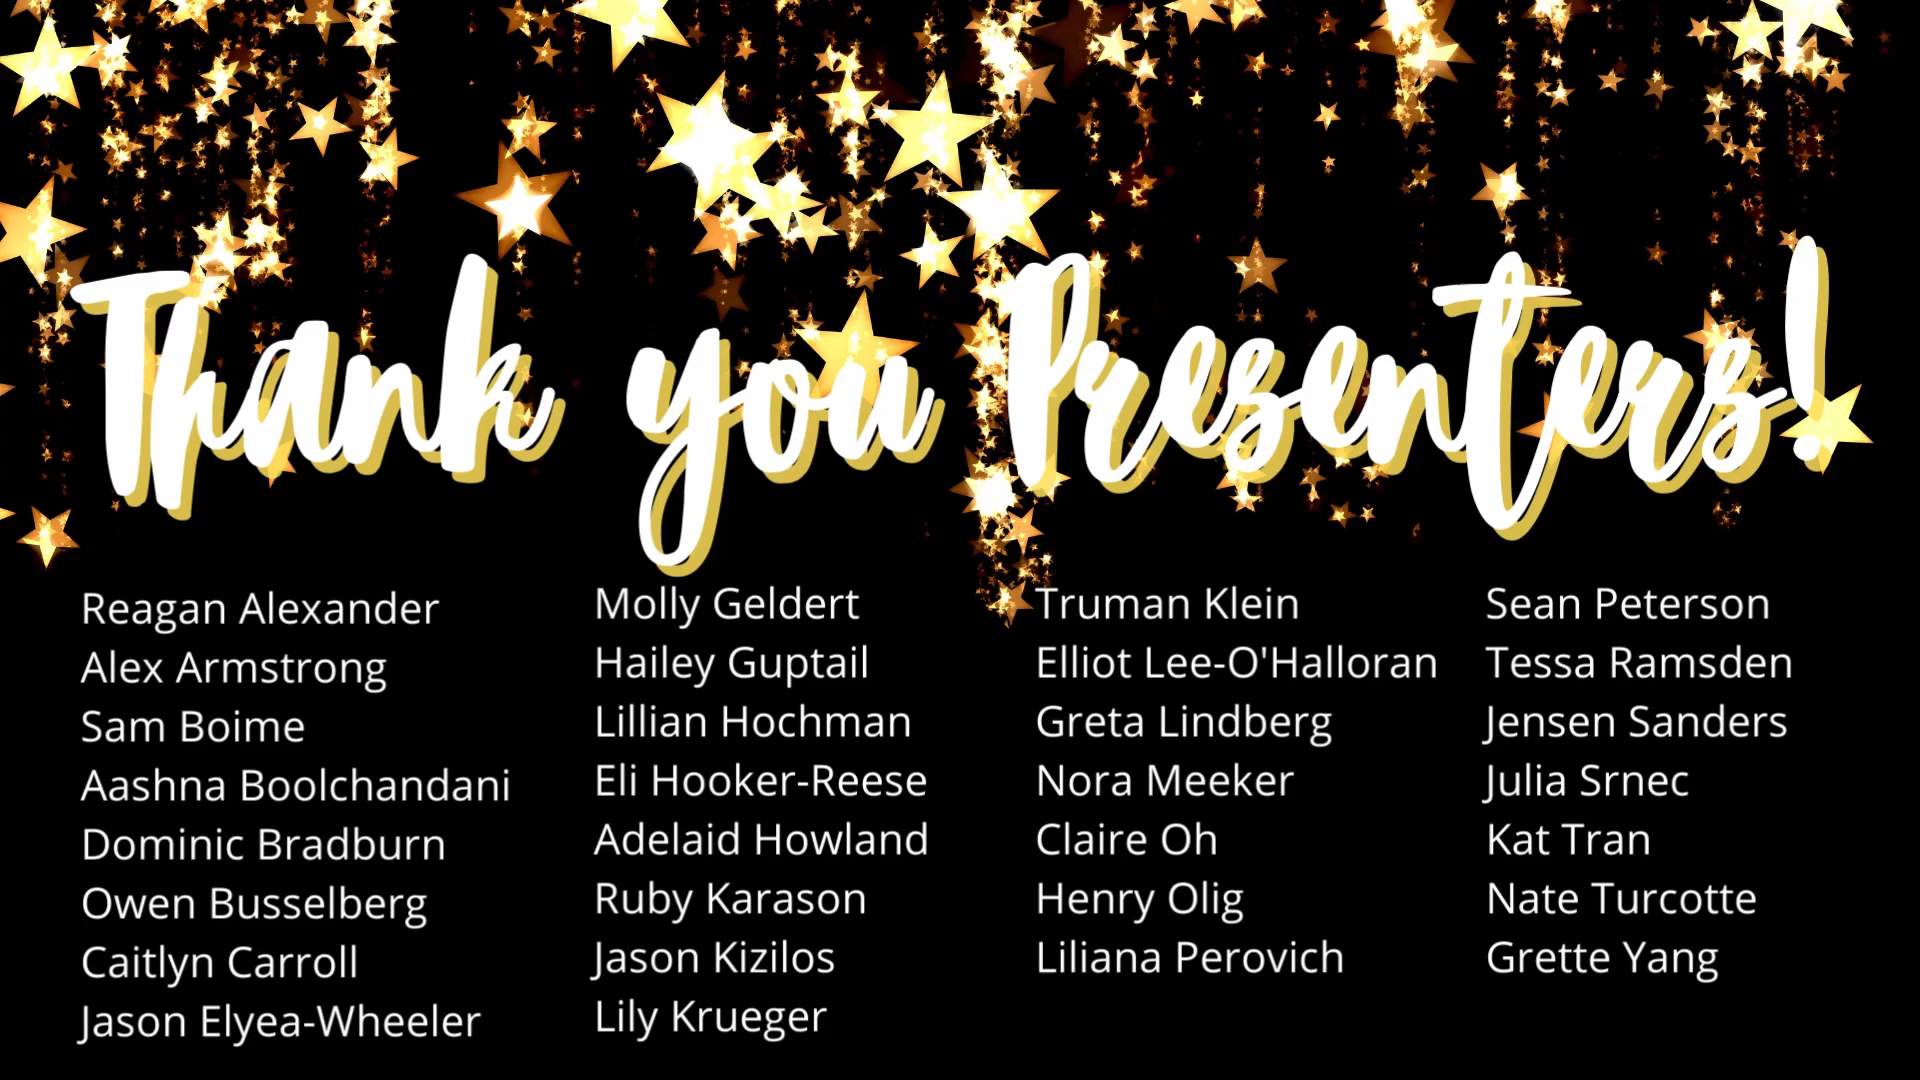 Thank you Presenters!
Reagan Alexander
Alex Armstrong
Sam Boime
Aashna Boolchandani
Dominic Bradburn
Owen Busselberg
Caitlyn Carroll
Jason Elyea-Wheeler
Molly Geldert
Hailey Guptail
Lillian Hochman
Eli Hooker-Reese
Adelaid Howland
Ruby Karason
Jason Kizilos
Lily Krueger
Truman Klein
Elliot Lee-O'Halloran
Greta Lindberg
Nora Meeker
Claire Oh
Henry Olig
Liliana Perovich
Sean Peterson
Tessa Ramsden
Jensen Sanders
Julia Srnec
Kat Tran
Nate Turcotte
Grette Yang